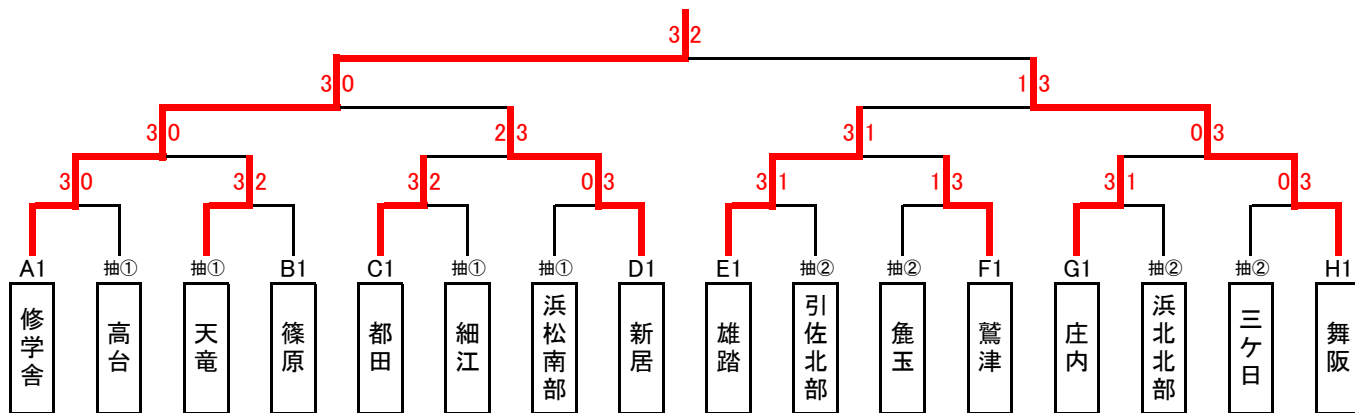 3 2
3 0
1 3
3 0
2 3
3 1
0 3
3 0
3 2
3 2
0 3
3 1
1 3
3 1
0 3
A1
抽①
抽①
B1
C1
抽①
抽①
D1
E1
抽②
抽②
F1
G1
抽②
抽②
H1
修学舎
高台
天竜
篠原
都田
細江
浜松南部
新居
雄踏
引佐北部
麁玉
鷲津
庄内
浜北北部
三ケ日
舞阪